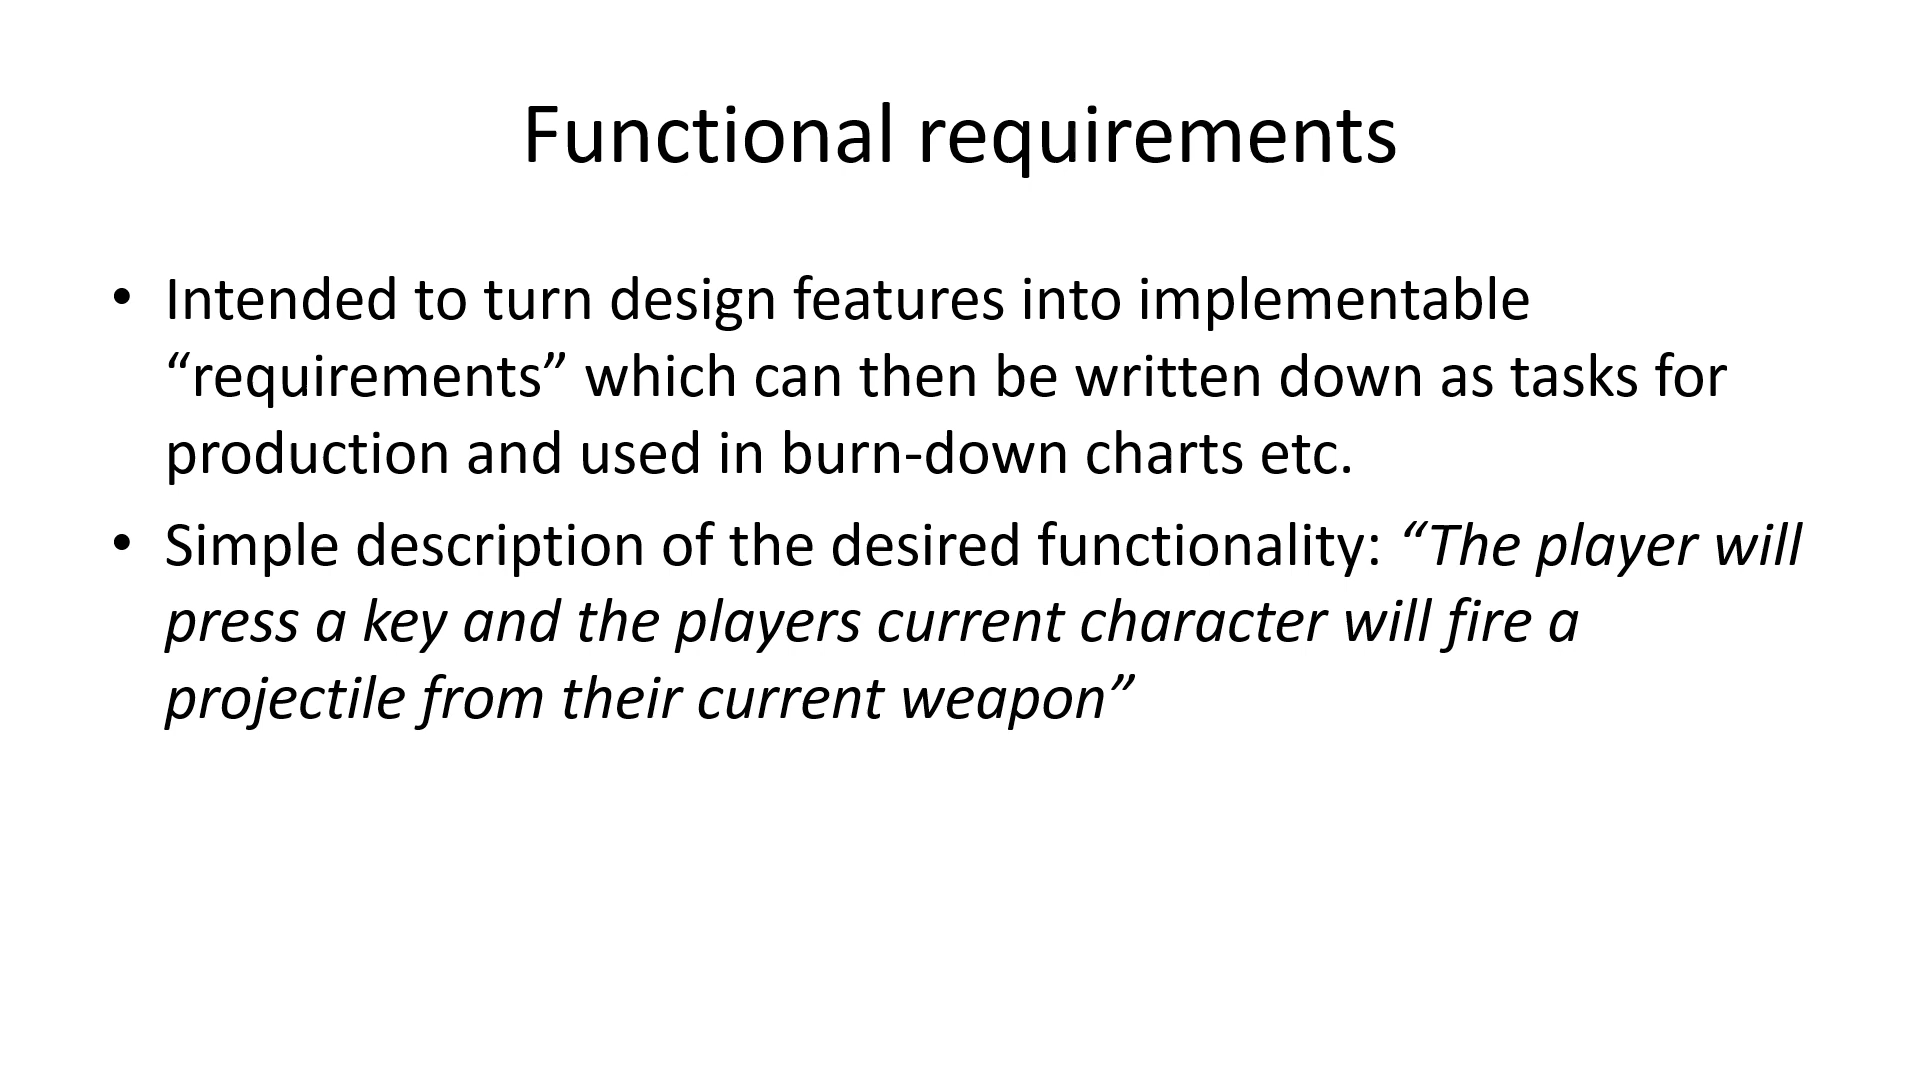 Functional requirements
• Intended to turn design features into implementable
“requirements” which can then be written down as tasks for
production and used in burn-down charts etc.
• Simple description of the desired functionality: “The player will
press a key and the players current character will fire a
projectile from their current weapon”